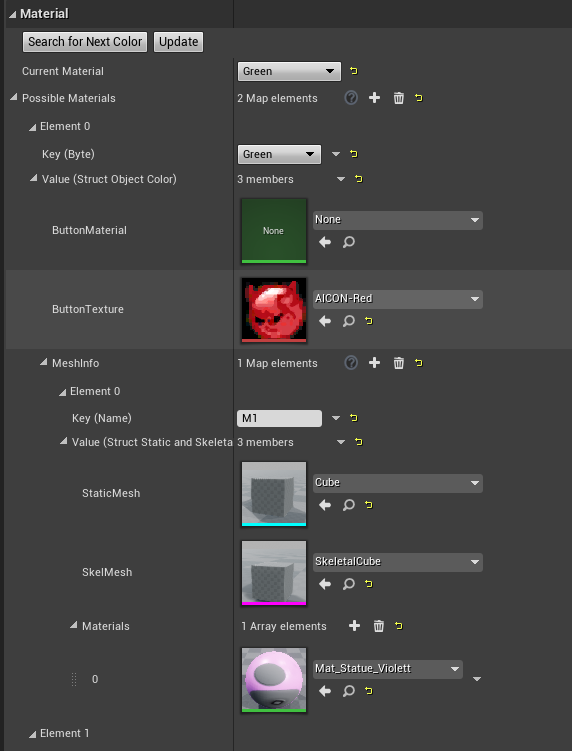 Material
Search for Next Color Update
Current Material Green
Possible Materials 2 Map elements
Element 0
Key (Byte) Green
Value (Struct Object Color) 3 members
ButtonMaterial None None
ButtonTexture AICON-Red
MeshInfo 1 Map elements
Element 0
Key (Name) M1
Value (Struct Static and Skeleta 3 members
StaticMesh Cube
SkelMesh SkeletalCube
Materials 1 Array elements
0 Mat_Statue_Violett
Element 1